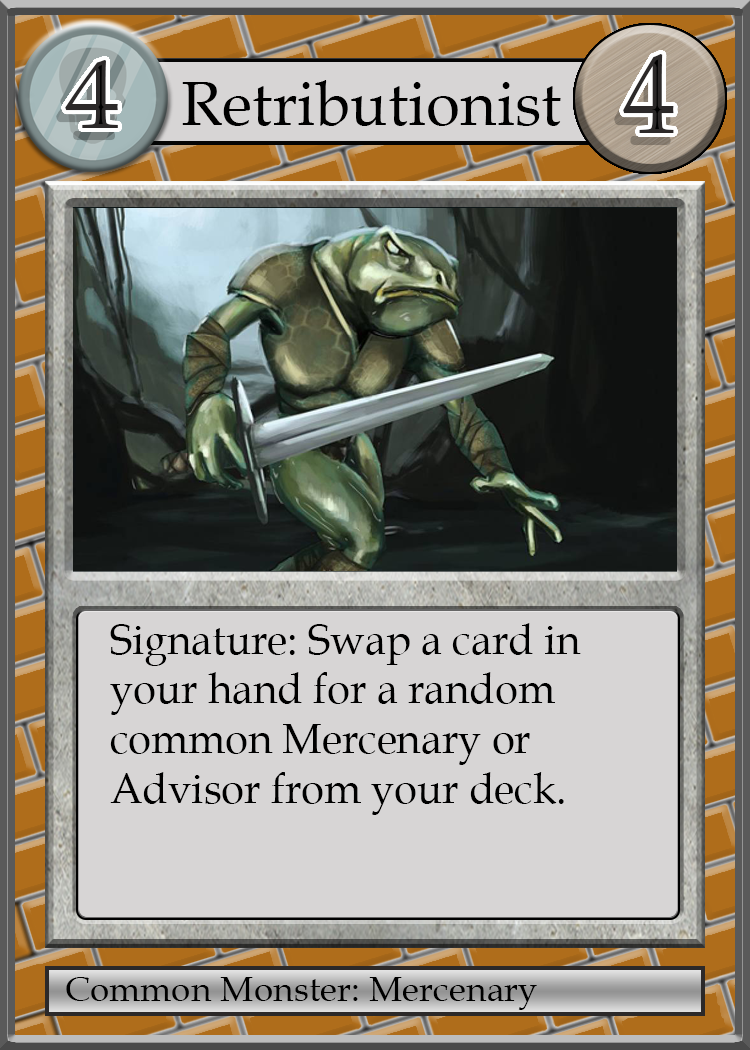 4 Retributionist 4
Signature: Swap a card in
your hand for a random
common Mercenary or
Advisor from your deck.
Common Monster: Mercenary